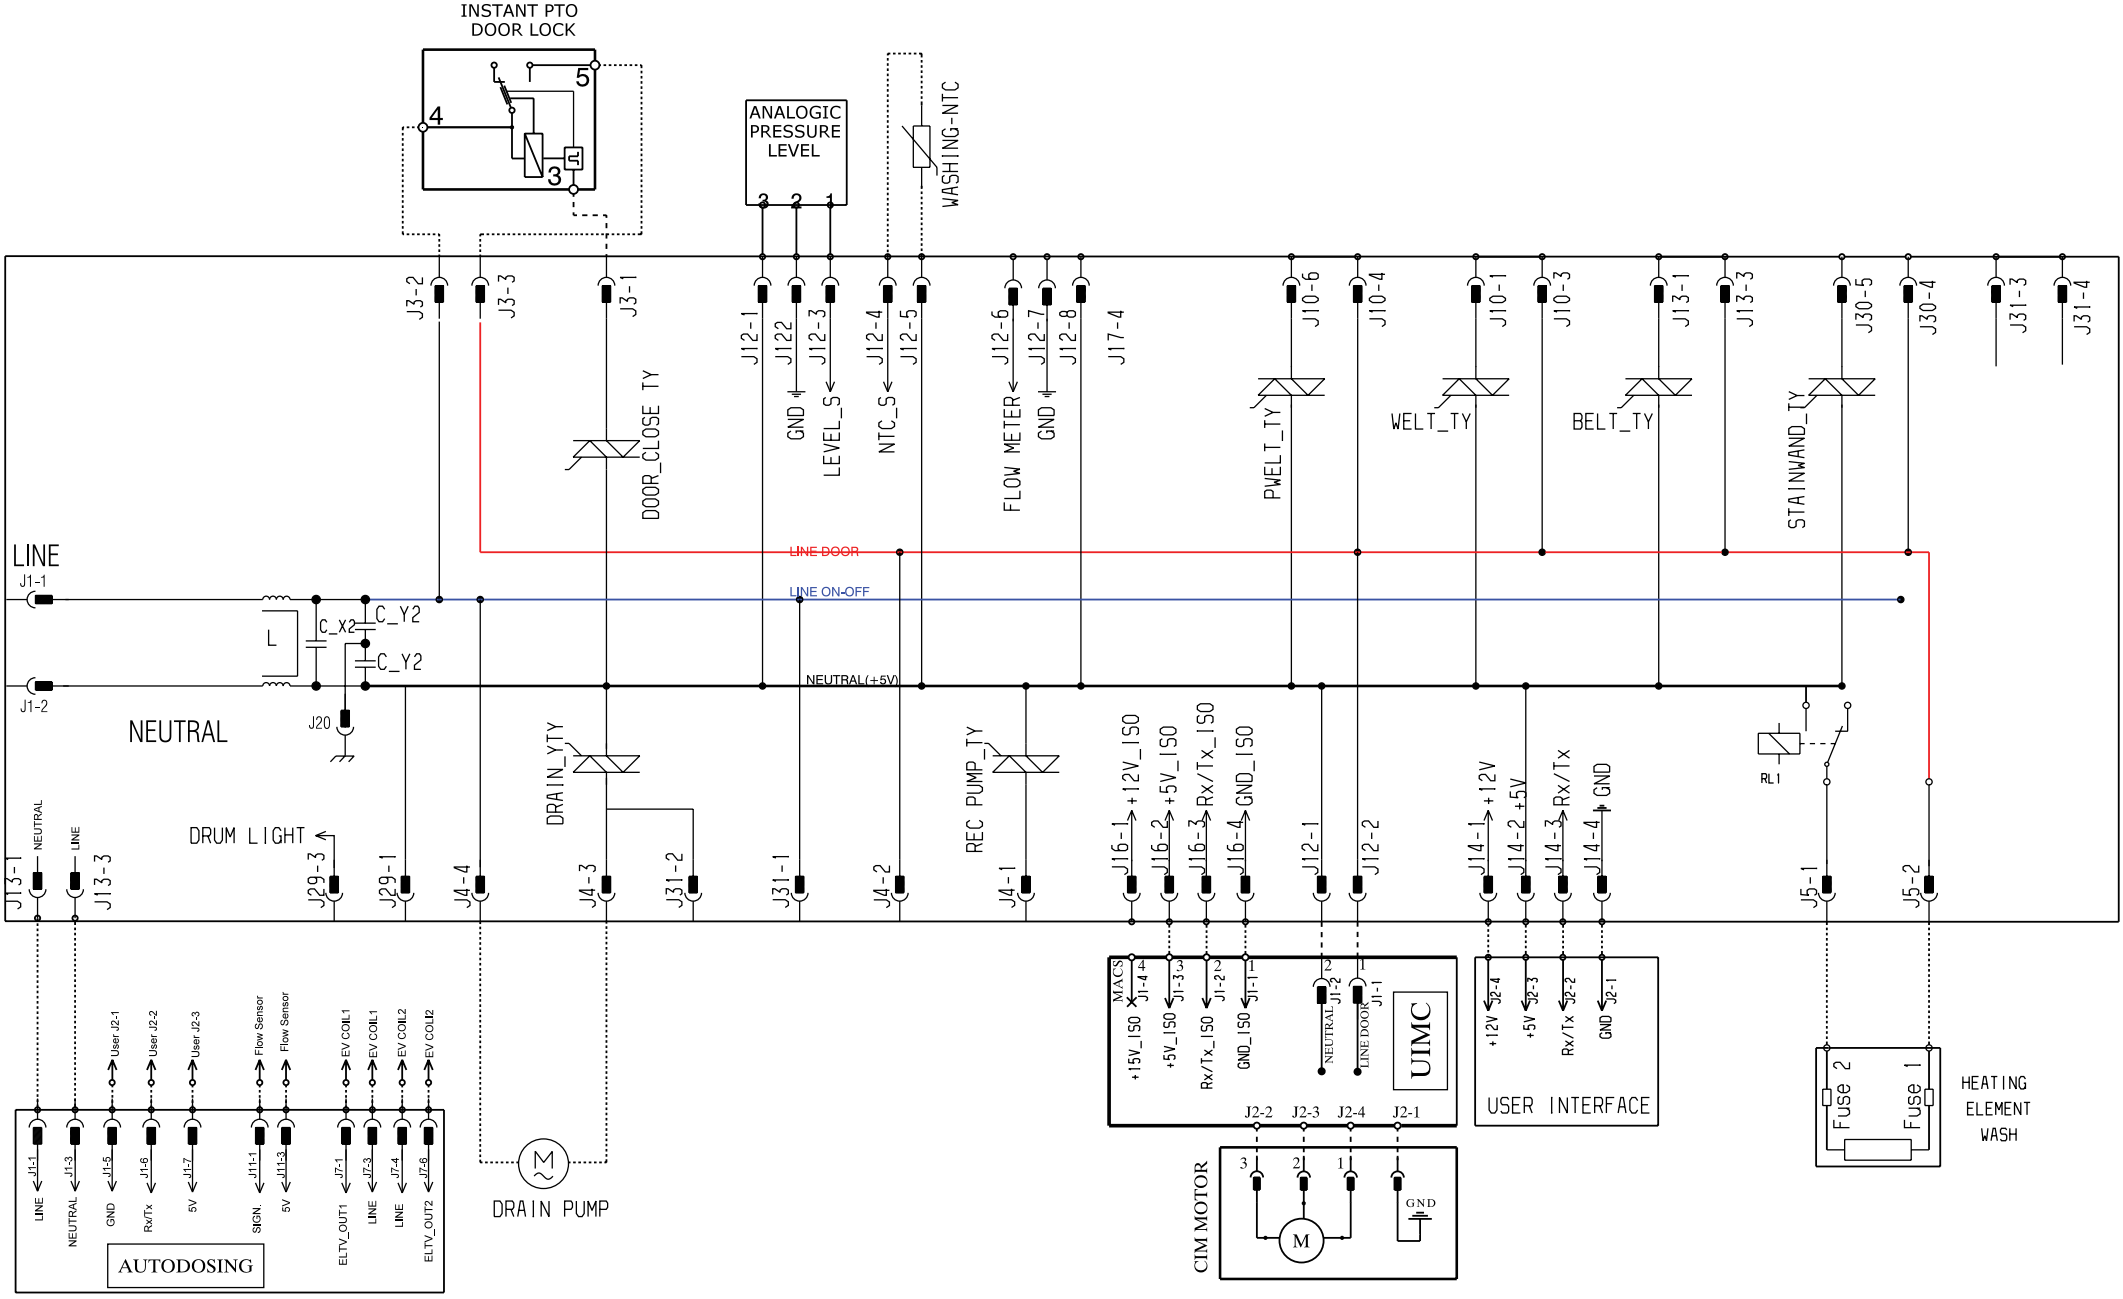 INSTANT PTO
DOOR LOCK
5
4
3
ANALOGIC
PRESSURE
LEVEL
3
2
1
WASHING-NTC
J3-2
J3-3
J3-1
J12-1
J122
J12-3
J12-4
J12-5
J12-6
J12-7
J12-8
J17-4
J10-6
J10-4
J10-1
J10-3
J13-1
J13-3
J30-5
J30-4
J31-3
J31-4
DOOR_CLOSE TY
GND
LEVEL_S
NTC_S
FLOW METER
GND
PWELT_TY
WELT_TY
BELT_TY
STAINWAND_TY
LINE
J1-1
LINE DOOR
LINE ON-OFF
L
C_X2
C_Y2
C_Y2
NEUTRAL(+5V)
J1-2
NEUTRAL
J20
DRAIN_YTY
REC PUMP_TY
+12V_ISO
+5V_ISO
Rx/Tx_ISO
GND_ISO
+12V
+5V
Rx/Tx
GND
RL1
NEUTRAL
LINE
DRUM LIGHT
J13-1
J13-3
J29-3
J29-1
J4-4
J4-3
J31-2
J31-1
J4-2
J4-1
J16-1
J16-2
J16-3
J16-4
J12-1
J12-2
J14-1
J14-2
J14-3
J14-4
J5-1
J5-2
MACS
4
3
2
1
2
1
J1-4
J1-3
J1-2
J1-1
J1-2
J1-1
+15V_ISO
+5V_ISO
Rx/Tx_ISO
GND_ISO
NEUTRAL
LINE DOOR
UIMC
J2-2
J2-3
J2-4
J2-1
J2-4
J2-3
J2-2
J2-1
+12V
+5V
Rx/Tx
GND
USER INTERFACE
Fuse 2
Fuse 1
HEATING
ELEMENT
WASH
User J2-1
User J2-2
User J2-3
Flow Sensor
Flow Sensor
EV COIL1
EV COIL1
EV COIL2
EV COLI2
J1-1
J1-3
J1-5
J1-6
J1-7
J11-1
J11-3
J7-1
J7-3
J7-4
J7-6
LINE
NEUTRAL
GND
Rx/Tx
5V
SIGN.
5V
ELTV_OUT1
LINE
LINE
ELTV_OUT2
AUTODOSING
M
DRAIN PUMP
CIM MOTOR
3
2
1
GND
M